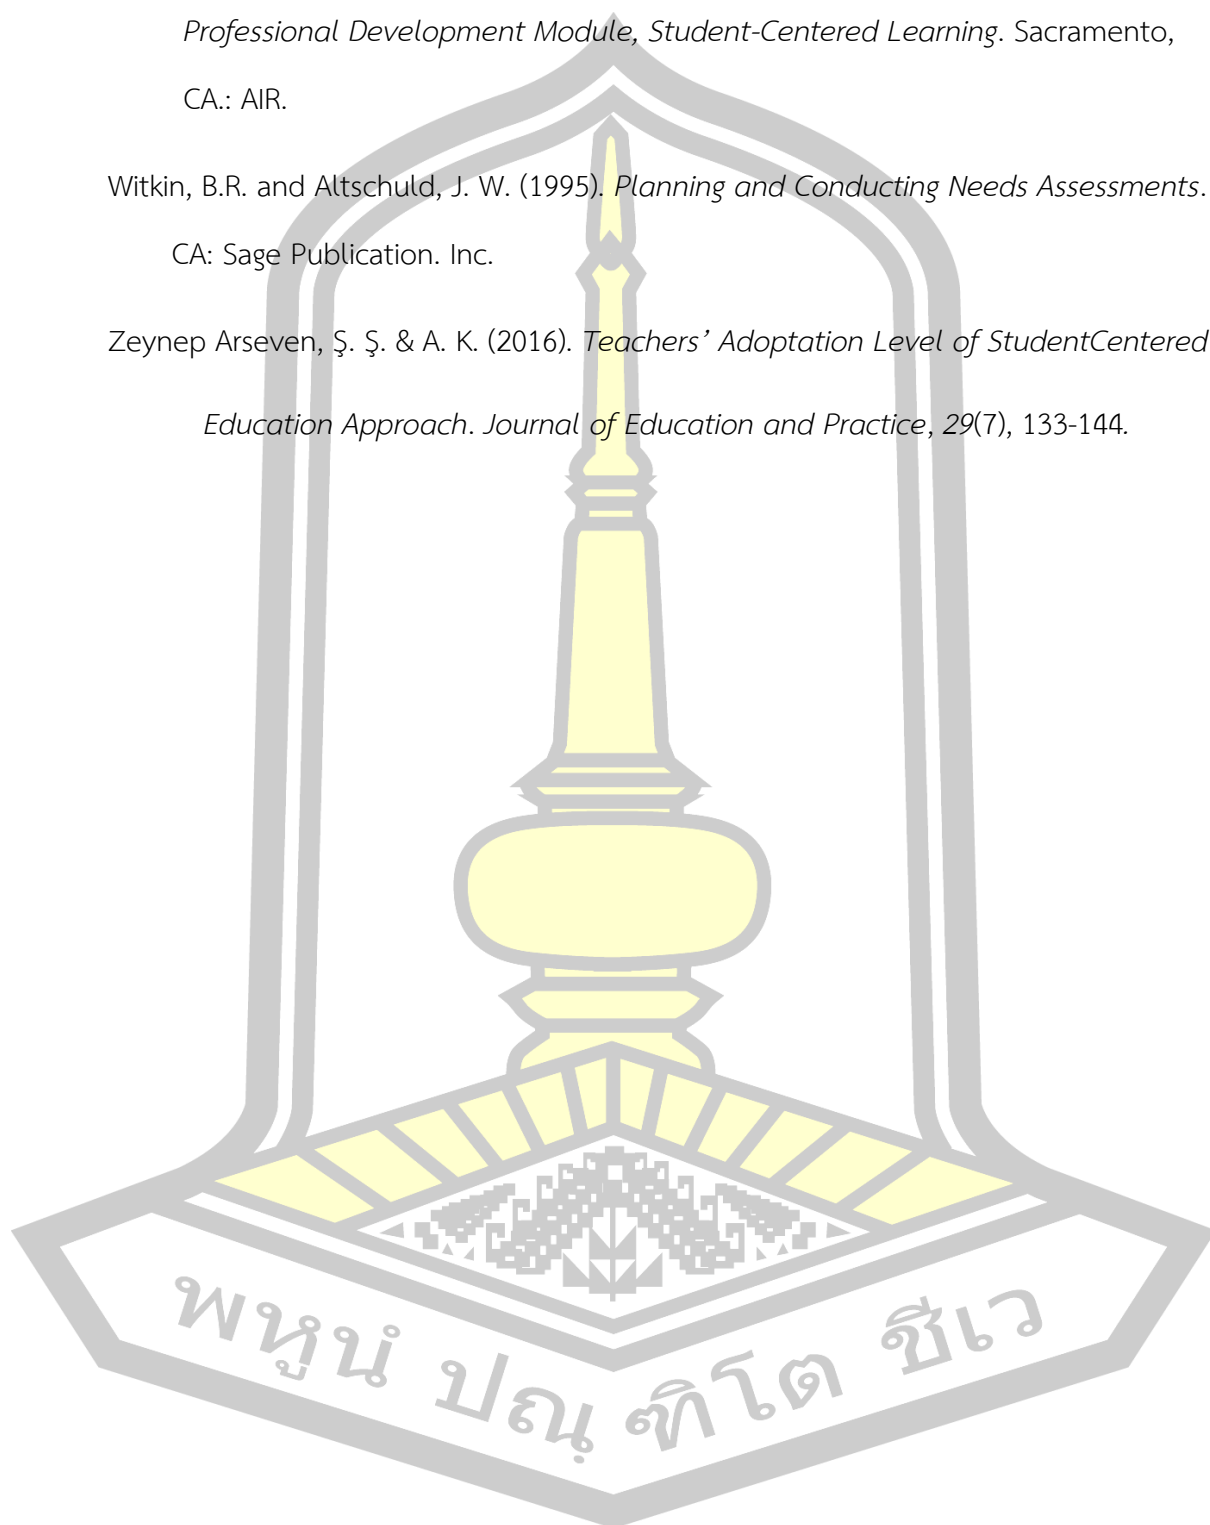 Professional Development Module, Student-Centered Learning. Sacramento,
CA.: AIR.
Witkin, B.R. and Altschuld, J. W. (1995). Planning and Conducting Needs Assessments.
CA: Sage Publication. Inc.
Zeynep Arseven, Ş. Ş. & A. K. (2016). Teachers’ Adoptation Level of StudentCentered
Education Approach. Journal of Education and Practice, 29(7), 133-144.
พหูนํ ปณฺ ฑิโต ชีเว